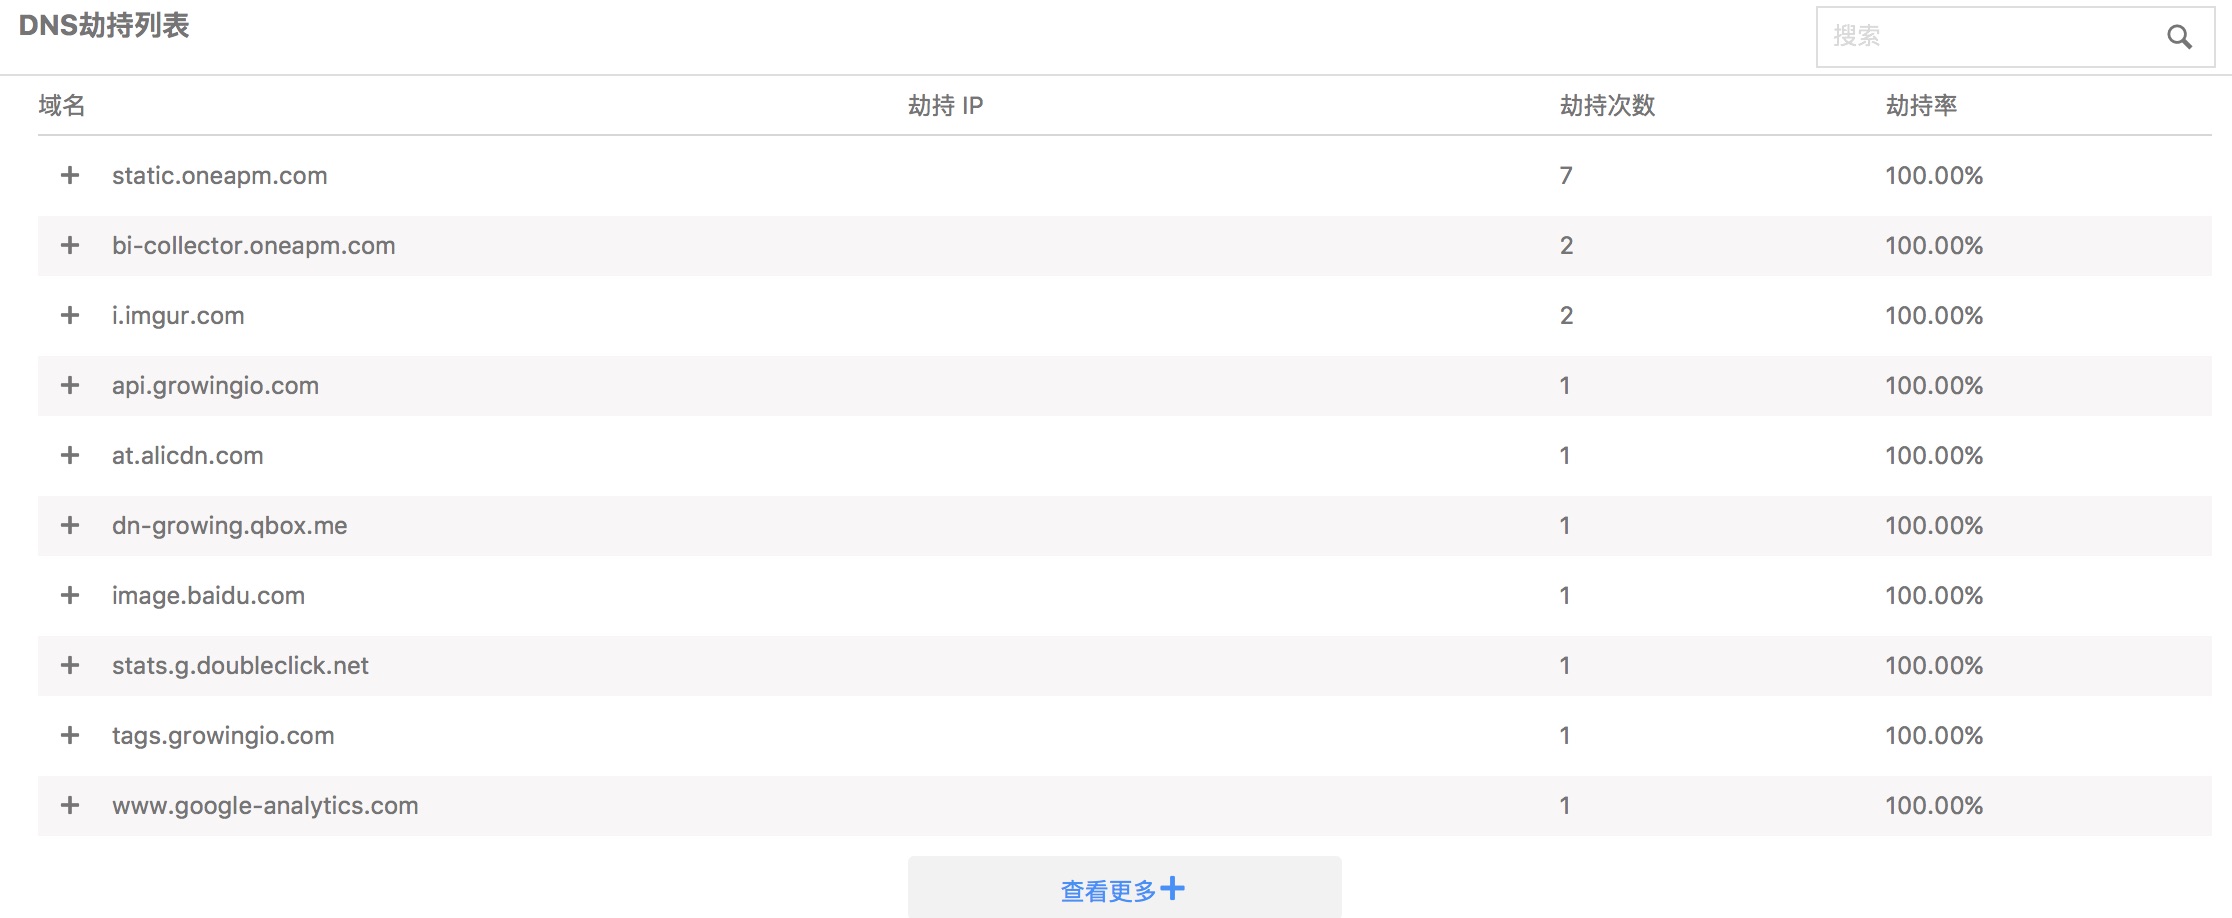 DNS劫持列表
搜索
域名 劫持 IP 劫持次数 劫持率
static.oneapm.com 7 100.00%
bi-collector.oneapm.com 2 100.00%
i.imgur.com 2 100.00%
api.growingio.com 1 100.00%
at.alicdn.com 1 100.00%
dn-growing.qbox.me 1 100.00%
image.baidu.com 1 100.00%
stats.g.doubleclick.net 1 100.00%
tags.growingio.com 1 100.00%
www.google-analytics.com 1 100.00%
查看更多